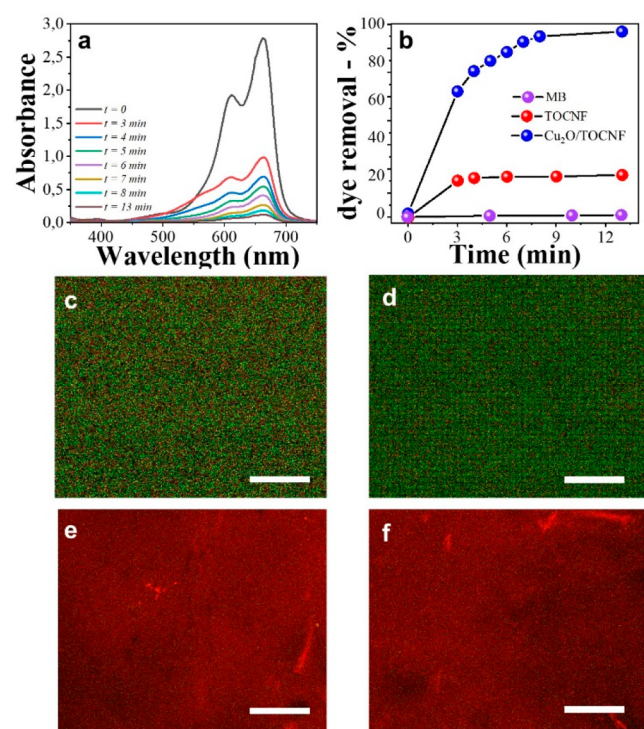 a
3,0
2,5
2,0
1,5
1,0
0,5
0,0
Absorbance
t = 0
t = 3 min
t = 4 min
t = 5 min
t = 6 min
t = 7 min
t = 8 min
t = 13 min
400
500
600
700
Wavelength (nm)
b
100
80
60
40
20
0
dye removal - %
MB
TOCNF
Cu₂O/TOCNF
0
3
6
9
12
Time (min)
c
d
e
f